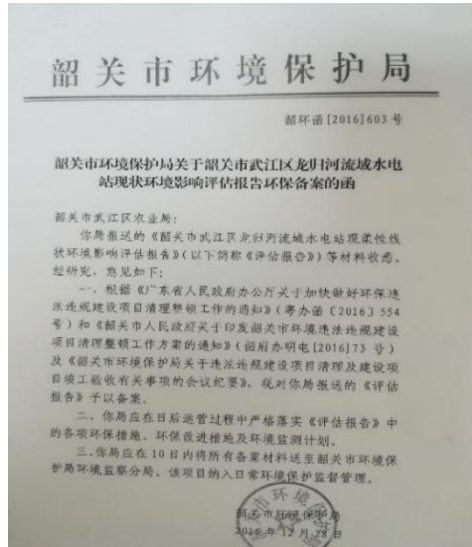 韶关市环境保护局
韶环函[2016]603号
韶关市环境保护局关于韶关市武江区龙归河流域水电
站现状环境影响评估报告环保备案的函
韶关市武江区农业局:
你局报送的《韶关市武江区龙归河流域水电站现柔性线
状环境影响评估报告》(以下简称《评估报告》)等材料收悉。
经研究，意见如下:
一、根据《广东省人民政府办公厅关于加快做好环保违
法违规建设项目清理整顿工作的通知》(粤办函〔2016〕554
号)和《韶关市人民政府关于印发韶关市环境违法违规建设
项目清理整顿工作方案的通知》(韶府办明电[2016]73 号)
及《韶关市环境保护局关于违法违规建设项目清理及建设项
目竣工验收有关事项的会议纪要》，现对你局报送的《评估
报告》予以备案。
二、你局应在日后运营过程中严格落实《评估报告》中
的各项环保措施、环保改进措施及环境监测计划。
三、你局应在10日内将所有备案材料送至韶关市环境保
护局环境监察分局。该项目纳入日常环境保护监督管理。
韶关市环境保护局
2016年12月28日